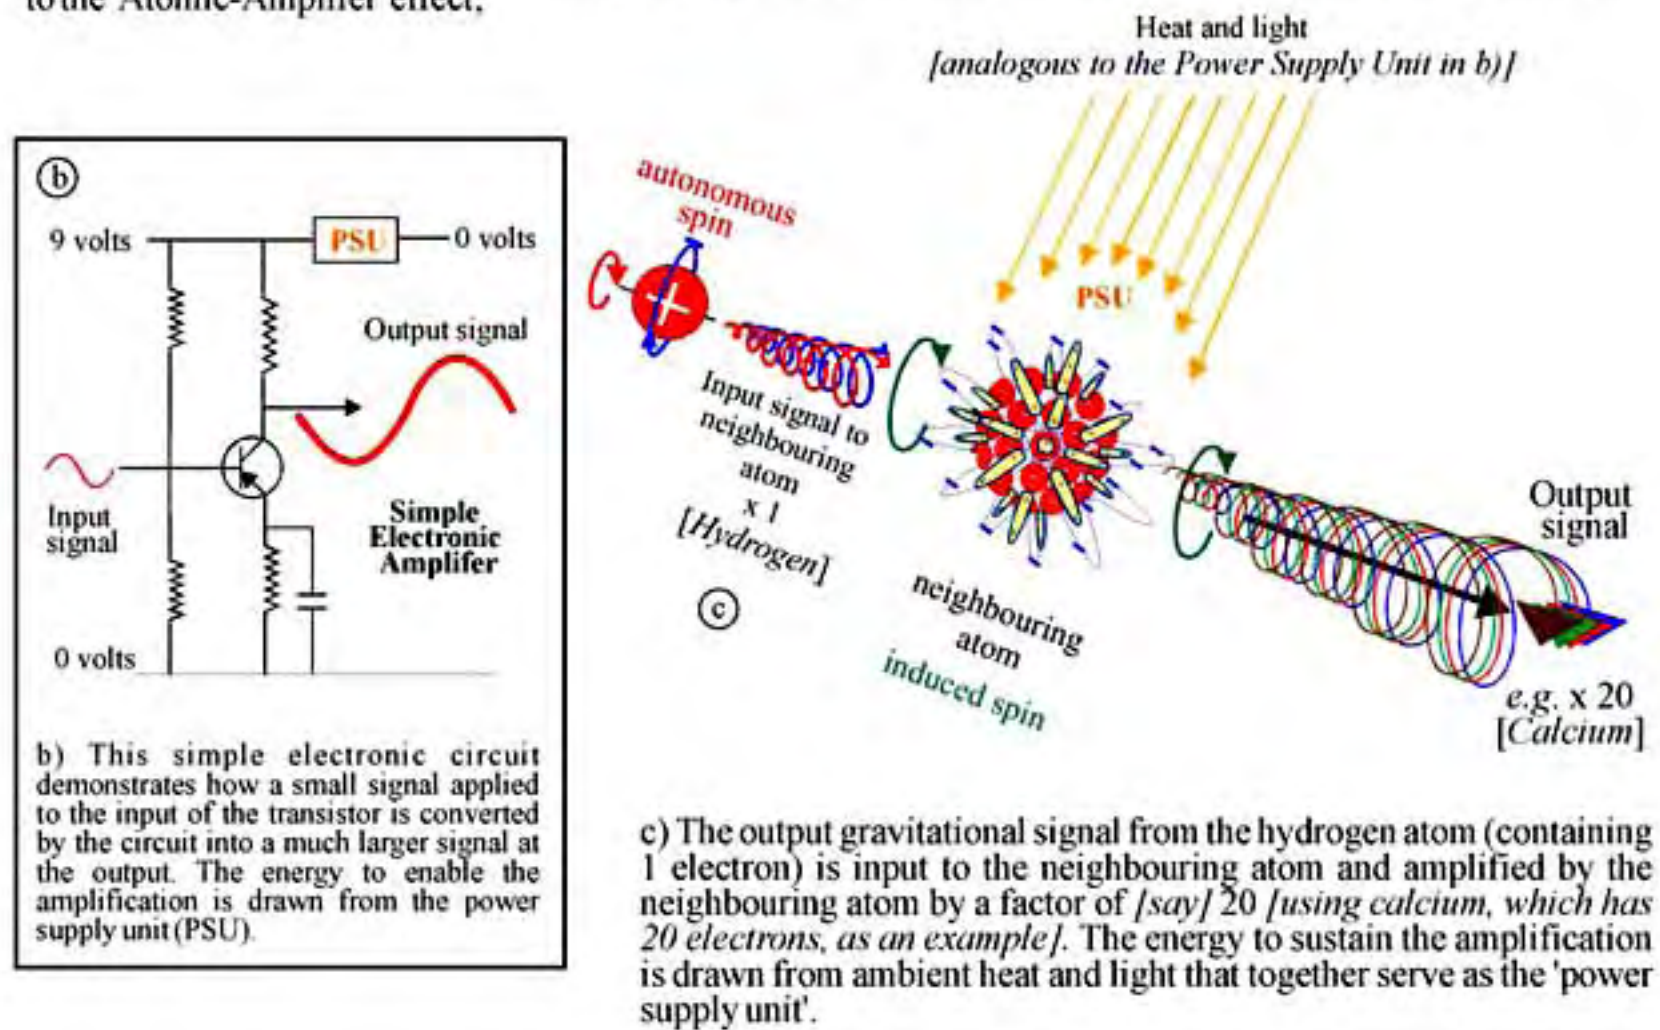 to the Atomic-Amplifer effect,
Heat and light
[analogous to the Power Supply Unit in b)]
b
9 volts
PSU
0 volts
Output signal
Input
signal
Simple
Electronic
Amplifer
0 volts
b) This simple electronic circuit
demonstrates how a small signal applied
to the input of the transistor is converted
by the circuit into a much larger signal at
the output. The energy to enable the
amplification is drawn from the power
supply unit (PSU).
autonomous
spin
+
Input signal to
neighbouring
atom
x 1
[Hydrogen]
c
PSU
neighbouring
atom
induced spin
Output
signal
e.g. x 20
[Calcium]
c) The output gravitational signal from the hydrogen atom (containing
1 electron) is input to the neighbouring atom and amplified by the
neighbouring atom by a factor of [say] 20 [using calcium, which has
20 electrons, as an example]. The energy to sustain the amplification
is drawn from ambient heat and light that together serve as the 'power
supply unit'.